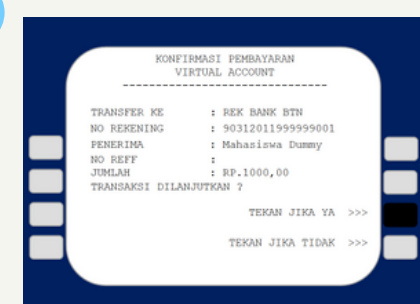 KONFIRMASI PEMBAYARAN
VIRTUAL ACCOUNT
-------------------------------
TRANSFER KE : REK BANK BTN
NO REKENING : 90312011999999001
PENERIMA : Mahasiswa Dummy
NO REFF :
JUMLAH : RP.1000,00
TRANSAKSI DILANJUTKAN ?
TEKAN JIKA YA >>>
TEKAN JIKA TIDAK >>>